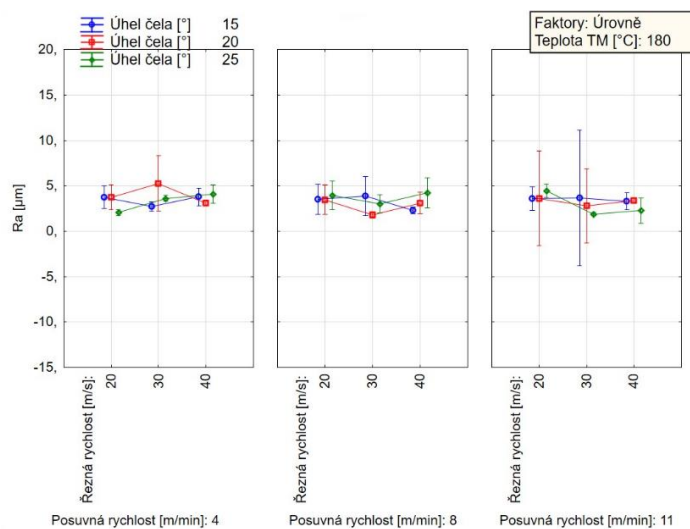 Úhel čela [°] 15
Úhel čela [°] 20
Úhel čela [°] 25
Faktory: Úrovně
Teplota TM [°C]: 180
Ra [µm]
20,
15,
10,
5,
0,
-5,
-10,
-15,
Řezná rychlost [m/s]:
20
30
40
Řezná rychlost [m/s]:
20
30
40
Řezná rychlost [m/s]:
20
30
40
Posuvná rychlost [m/min]: 4
Posuvná rychlost [m/min]: 8
Posuvná rychlost [m/min]: 11